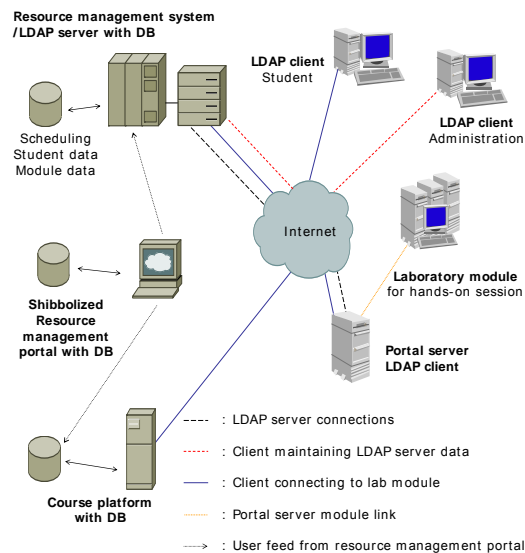 Resource management system
/LDAP server with DB
LDAP client
Student
LDAP client
Administration
Scheduling
Student data
Module data
Internet
Laboratory module
for hands-on session
Shibbolized
Resource
management
portal with DB
Portal server
LDAP client
Course platform
with DB
: LDAP server connections
: Client maintaining LDAP server data
: Client connecting to lab module
: Portal server module link
: User feed from resource management portal